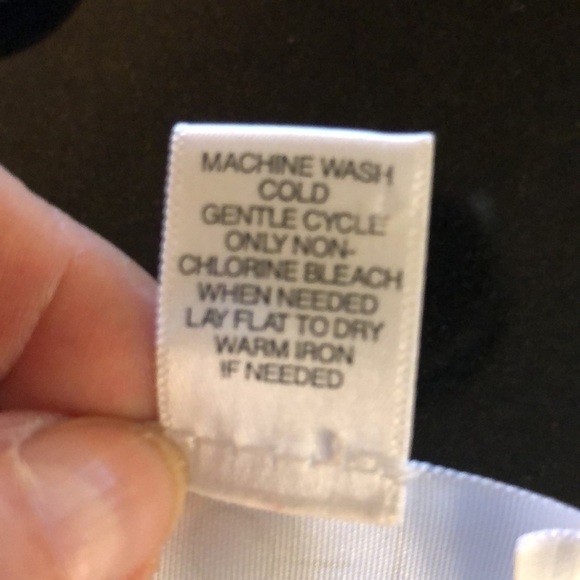 MACHINE WASH
COLD
GENTLE CYCLE
ONLY NON-
CHLORINE BLEACH
WHEN NEEDED
LAY FLAT TO DRY
WARM IRON
IF NEEDED